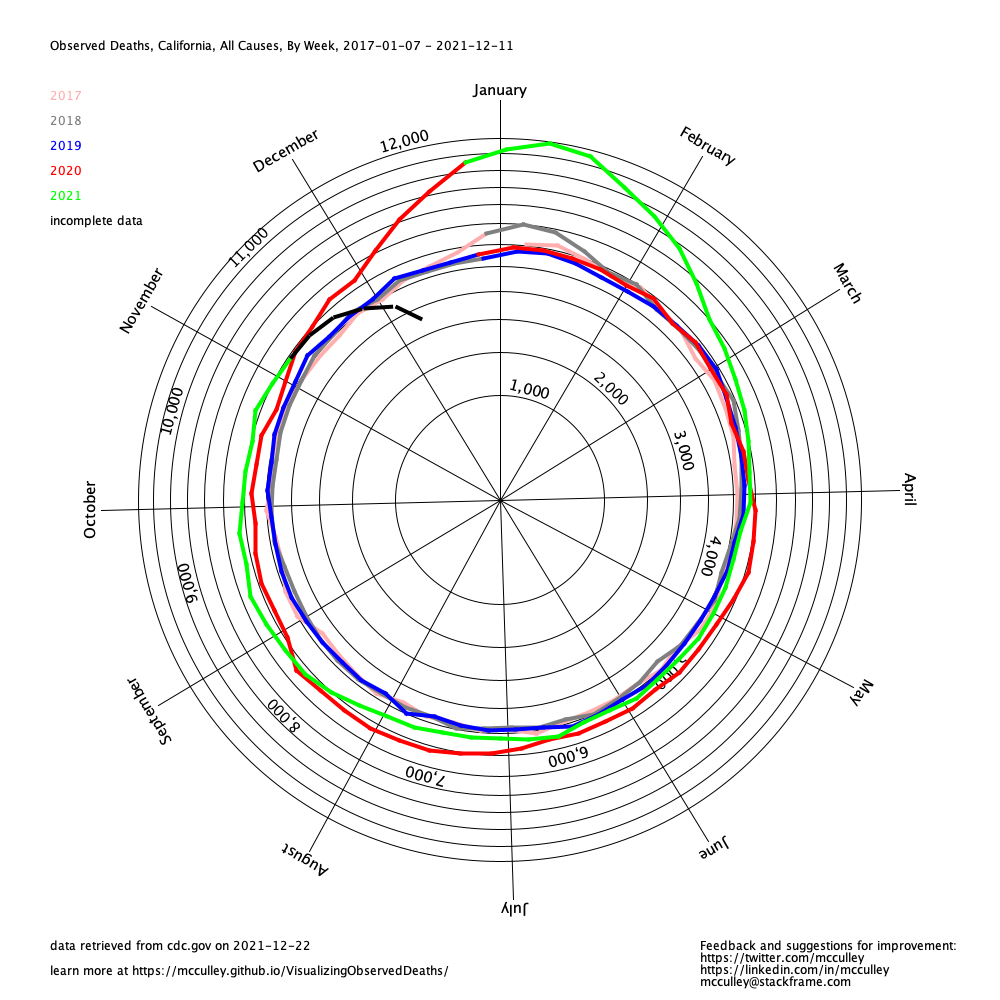 Observed Deaths, California, All Causes, By Week, 2017-01-07 - 2021-12-11
2017
2018
2019
2020
2021
incomplete data
January
February
March
April
May
June
July
August
September
October
November
December
1,000
2,000
3,000
4,000
5,000
6,000
7,000
8,000
9,000
10,000
11,000
12,000
data retrieved from cdc.gov on 2021-12-22
learn more at https://mcculley.github.io/VisualizingObservedDeaths/
Feedback and suggestions for improvement:
https://twitter.com/mcculley
https://linkedin.com/in/mcculley
mcculley@stackframe.com